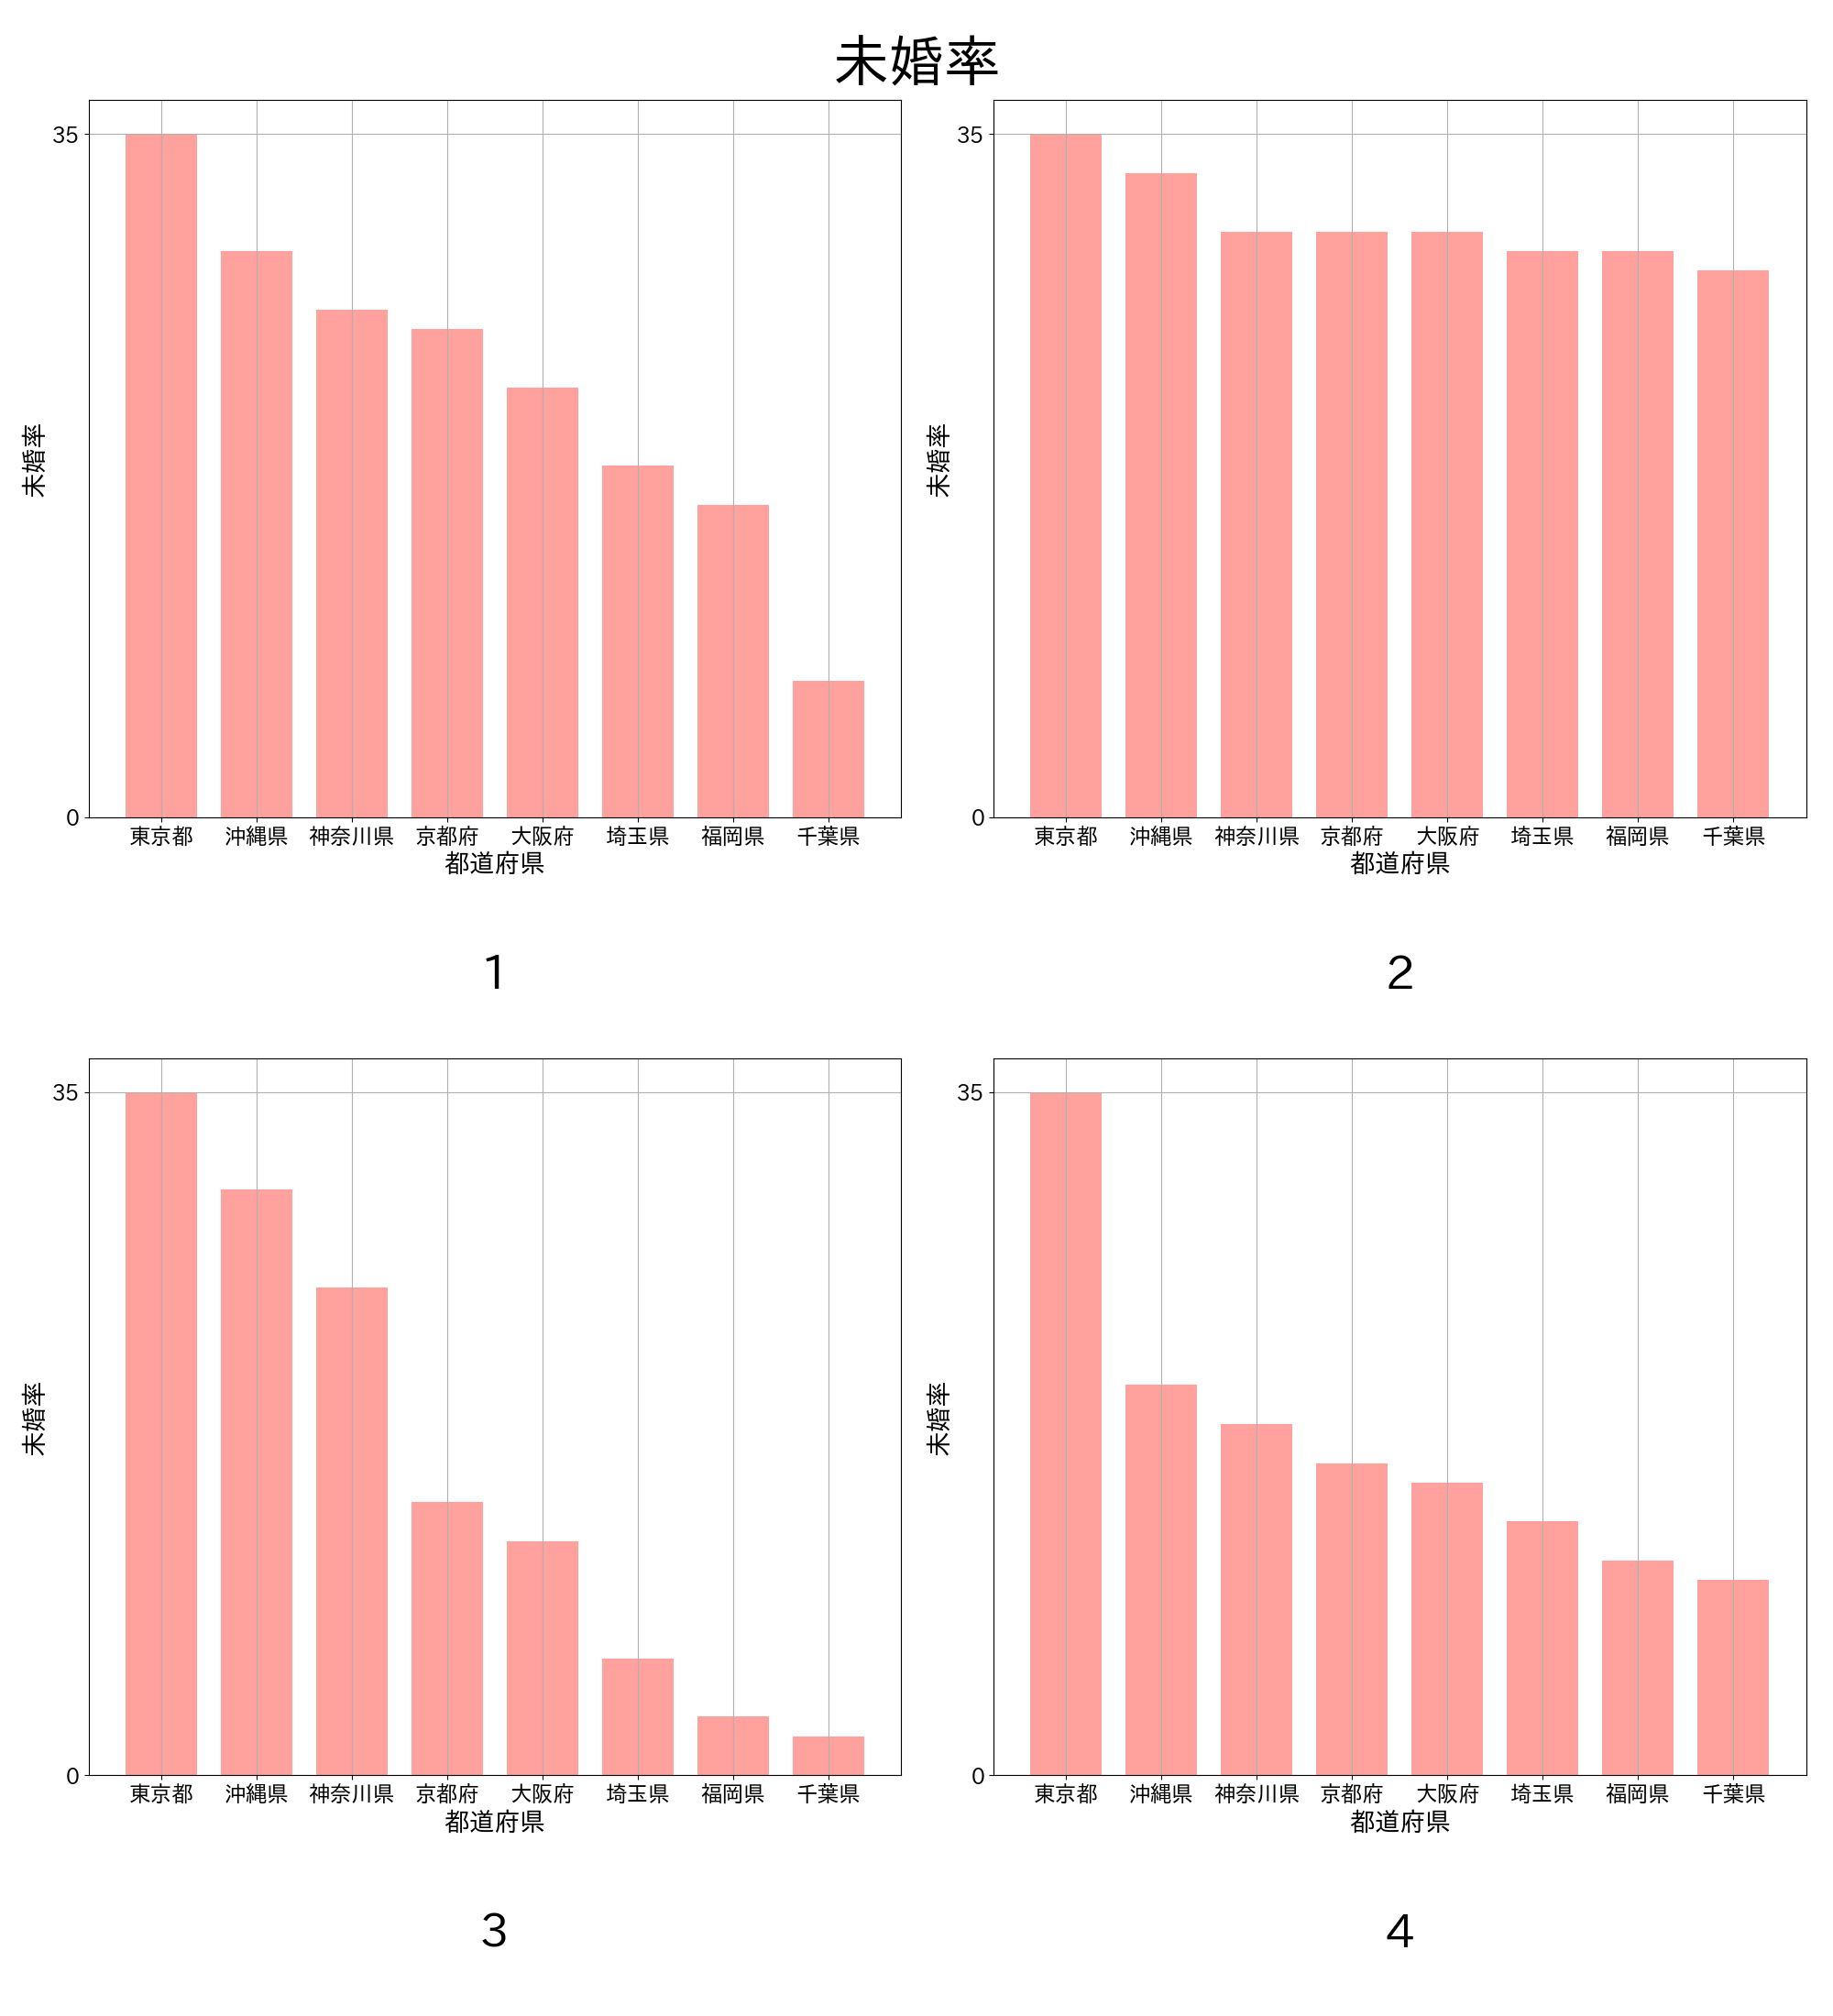 未婚率
35
0
未婚率
東京都 沖縄県 神奈川県 京都府 大阪府 埼玉県 福岡県 千葉県
都道府県
1
35
0
未婚率
東京都 沖縄県 神奈川県 京都府 大阪府 埼玉県 福岡県 千葉県
都道府県
2
35
0
未婚率
東京都 沖縄県 神奈川県 京都府 大阪府 埼玉県 福岡県 千葉県
都道府県
3
35
0
未婚率
東京都 沖縄県 神奈川県 京都府 大阪府 埼玉県 福岡県 千葉県
都道府県
4